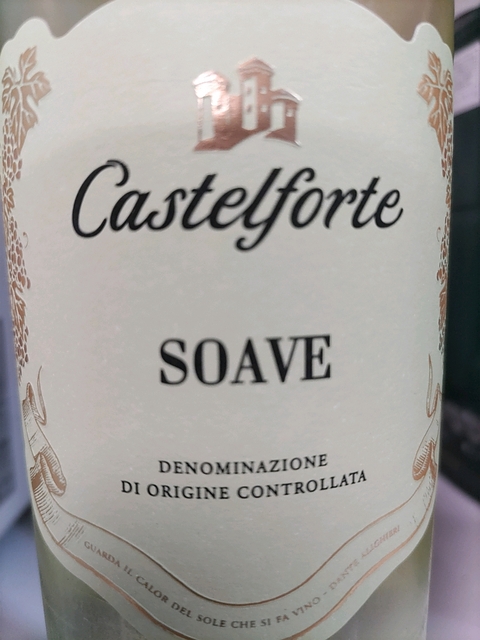 Castelforte
SOAVE
DENOMINAZIONE
DI ORIGINE CONTROLLATA
GUARDA IL CALOR DEL SOLE CHE SI FA VINO - DANTE ALIGHIERI